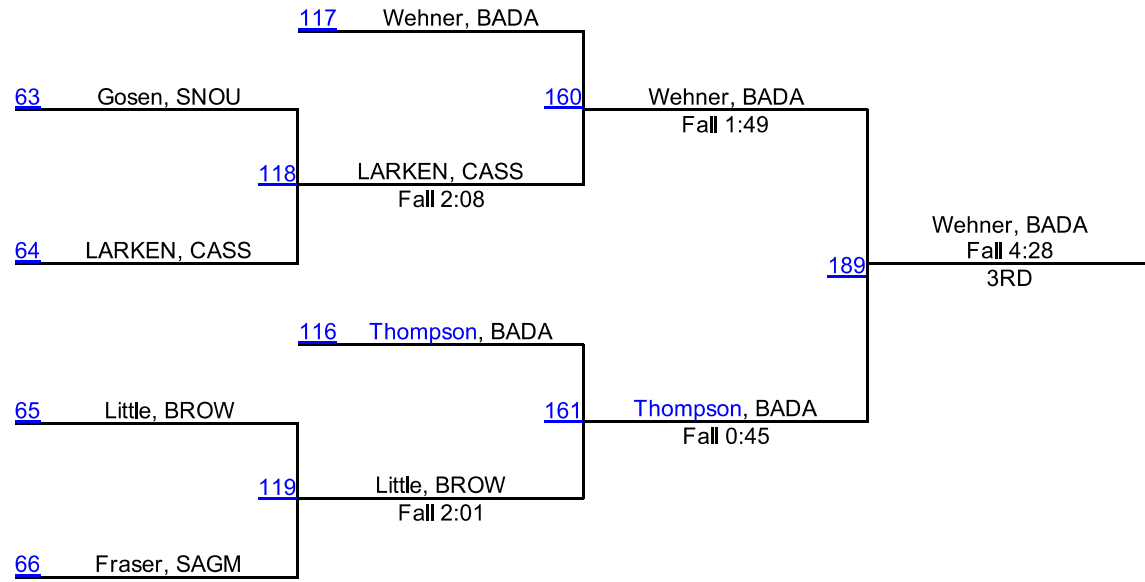 117 Wehner, BADA
63 Gosen, SNOU
160 Wehner, BADA
Fall 1:49
118 LARKEN, CASS
Fall 2:08
64 LARKEN, CASS
Wehner, BADA
Fall 4:28
189
3RD
116 Thompson, BADA
65 Little, BROW
161 Thompson, BADA
Fall 0:45
119 Little, BROW
Fall 2:01
66 Fraser, SAGM